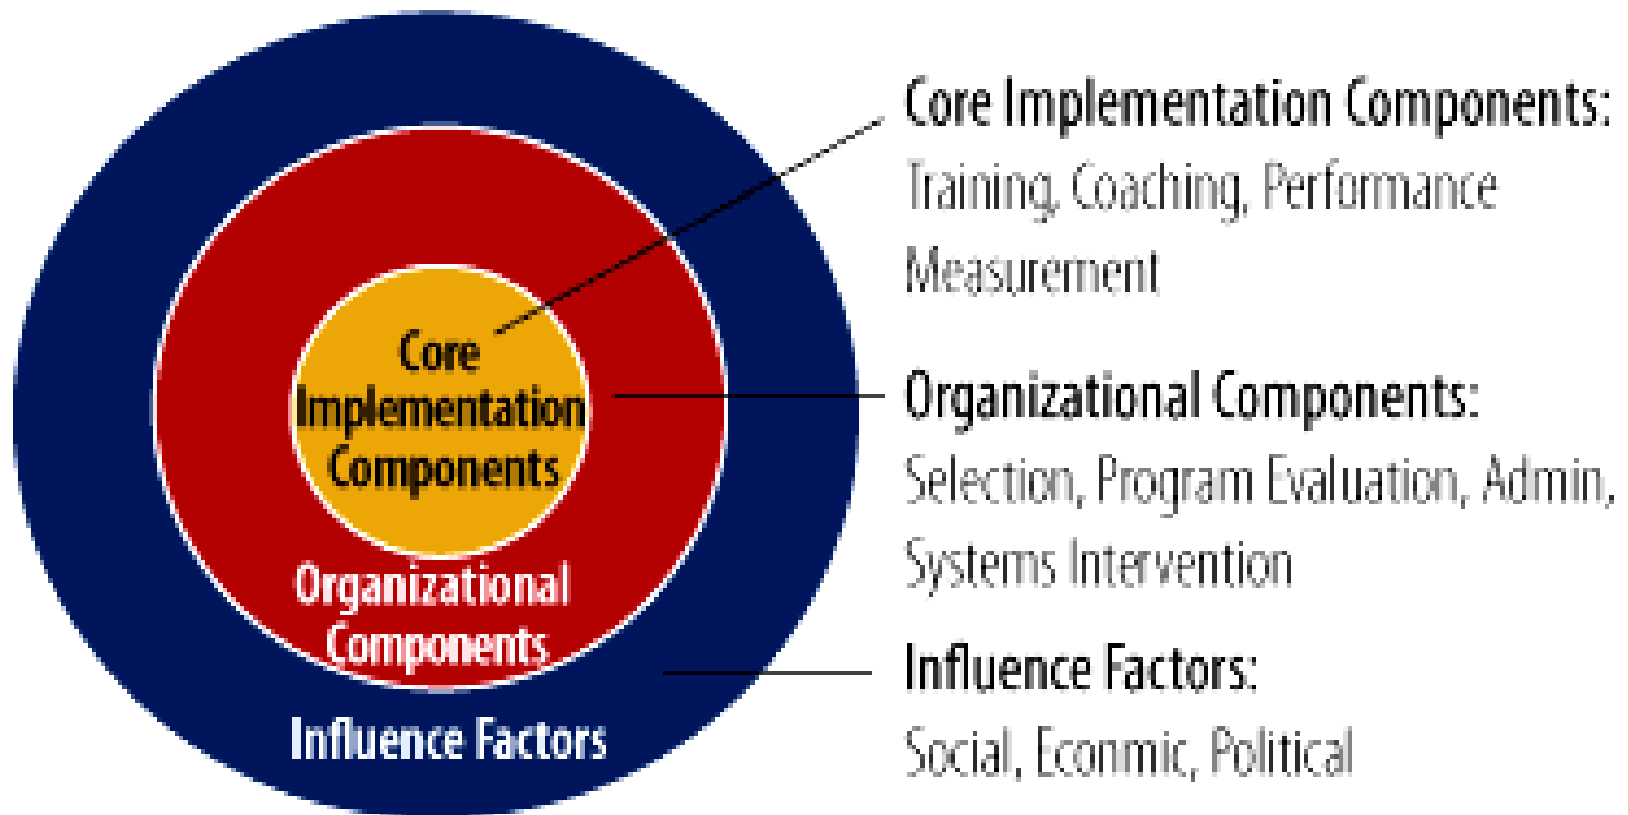 Core
Implementation
Components
Organizational
Components
Influence Factors
Core Implementation Components:
Training, Coaching, Performance
Measurement
Organizational Components:
Selection, Program Evaluation, Admin,
Systems Intervention
Influence Factors:
Social, Econmic, Political